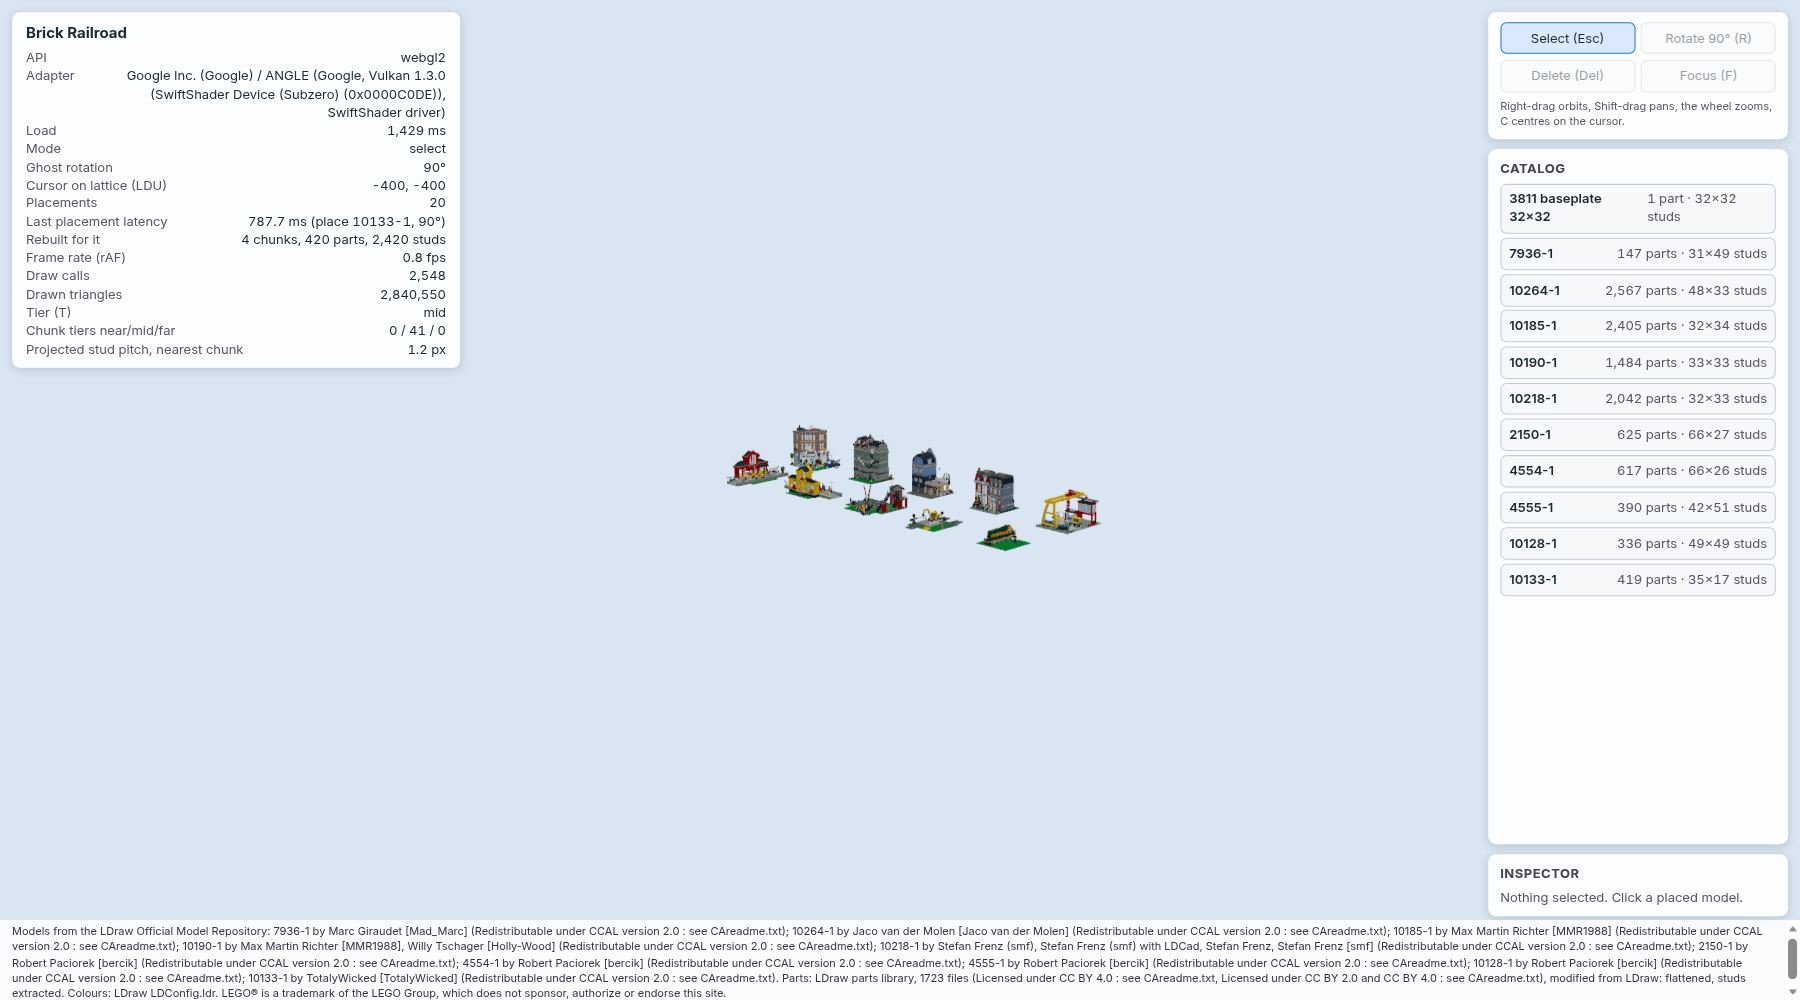 Brick Railroad
API webgl2
Adapter Google Inc. (Google) / ANGLE (Google, Vulkan 1.3.0
(SwiftShader Device (Subzero) (0x0000C0DE)),
SwiftShader driver)
Load 1,429 ms
Mode select
Ghost rotation 90°
Cursor on lattice (LDU) -400, -400
Placements 20
Last placement latency 787.7 ms (place 10133-1, 90°)
Rebuilt for it 4 chunks, 420 parts, 2,420 studs
Frame rate (rAF) 0.8 fps
Draw calls 2,548
Drawn triangles 2,840,550
Tier (T) mid
Chunk tiers near/mid/far 0 / 41 / 0
Projected stud pitch, nearest chunk 1.2 px
Select (Esc) Rotate 90° (R)
Delete (Del) Focus (F)
Right-drag orbits, Shift-drag pans, the wheel zooms,
C centres on the cursor.
CATALOG
3811 baseplate 1 part · 32×32
32×32 studs
7936-1 147 parts · 31×49 studs
10264-1 2,567 parts · 48×33 studs
10185-1 2,405 parts · 32×34 studs
10190-1 1,484 parts · 33×33 studs
10218-1 2,042 parts · 32×33 studs
2150-1 625 parts · 66×27 studs
4554-1 617 parts · 66×26 studs
4555-1 390 parts · 42×51 studs
10128-1 336 parts · 49×49 studs
10133-1 419 parts · 35×17 studs
INSPECTOR
Nothing selected. Click a placed model.
Models from the LDraw Official Model Repository: 7936-1 by Marc Giraudet [Mad_Marc] (Redistributable under CCAL version 2.0 : see CAreadme.txt); 10264-1 by Jaco van der Molen [Jaco van der Molen] (Redistributable under CCAL version 2.0 : see CAreadme.txt); 10185-1 by Max Martin Richter [MMR1988] (Redistributable under CCAL
version 2.0 : see CAreadme.txt); 10190-1 by Max Martin Richter [MMR1988], Willy Tschager [Holly-Wood] (Redistributable under CCAL version 2.0 : see CAreadme.txt); 10218-1 by Stefan Frenz (smf), Stefan Frenz (smf) with LDCad, Stefan Frenz, Stefan Frenz [smf] (Redistributable under CCAL version 2.0 : see CAreadme.txt); 2150-1 by
Robert Paciorek [bercik] (Redistributable under CCAL version 2.0 : see CAreadme.txt); 4554-1 by Robert Paciorek [bercik] (Redistributable under CCAL version 2.0 : see CAreadme.txt); 4555-1 by Robert Paciorek [bercik] (Redistributable under CCAL version 2.0 : see CAreadme.txt); 10128-1 by Robert Paciorek [bercik] (Redistributable
under CCAL version 2.0 : see CAreadme.txt); 10133-1 by TotalyWicked [TotalyWicked] (Redistributable under CCAL version 2.0 : see CAreadme.txt). Parts: LDraw parts library, 1723 files (Licensed under CC BY 4.0 : see CAreadme.txt, Licensed under CC BY 2.0 and CC BY 4.0 : see CAreadme.txt), modified from LDraw: flattened, studs
extracted. Colours: LDraw LDConfig.ldr. LEGO® is a trademark of the LEGO Group, which does not sponsor, authorize or endorse this site.